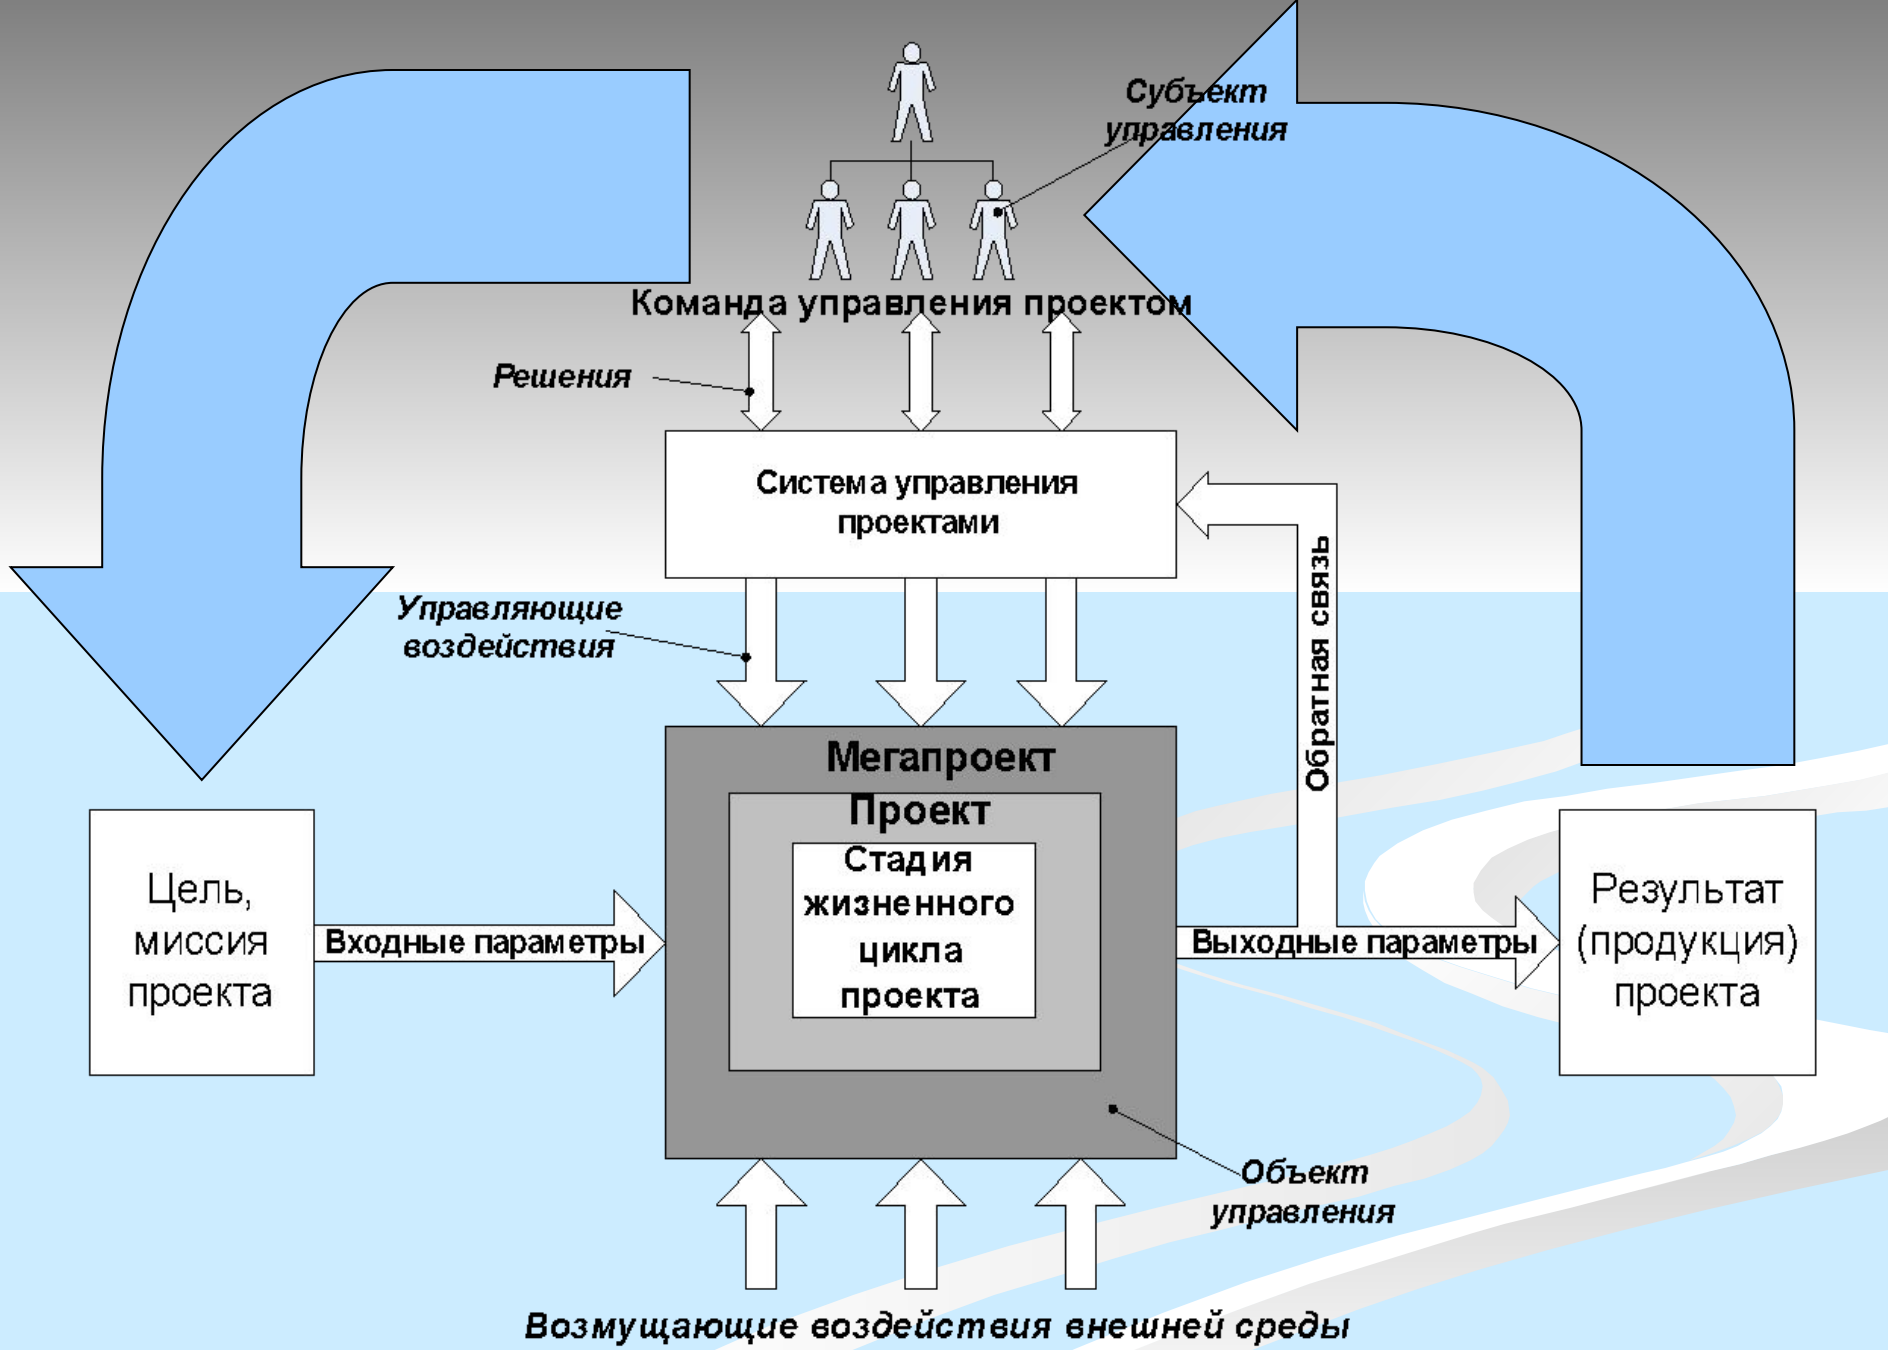 Субъект
управления
Команда управления проектом
Решения
Система управления
проектами
Управляющие
воздействия
Обратная связь
Мегапроект
Проект
Стадия
жизненного
цикла
проекта
Цель,
миссия
проекта
Входные параметры
Выходные параметры
Результат
(продукция)
проекта
Объект
управления
Возмущающие воздействия внешней среды